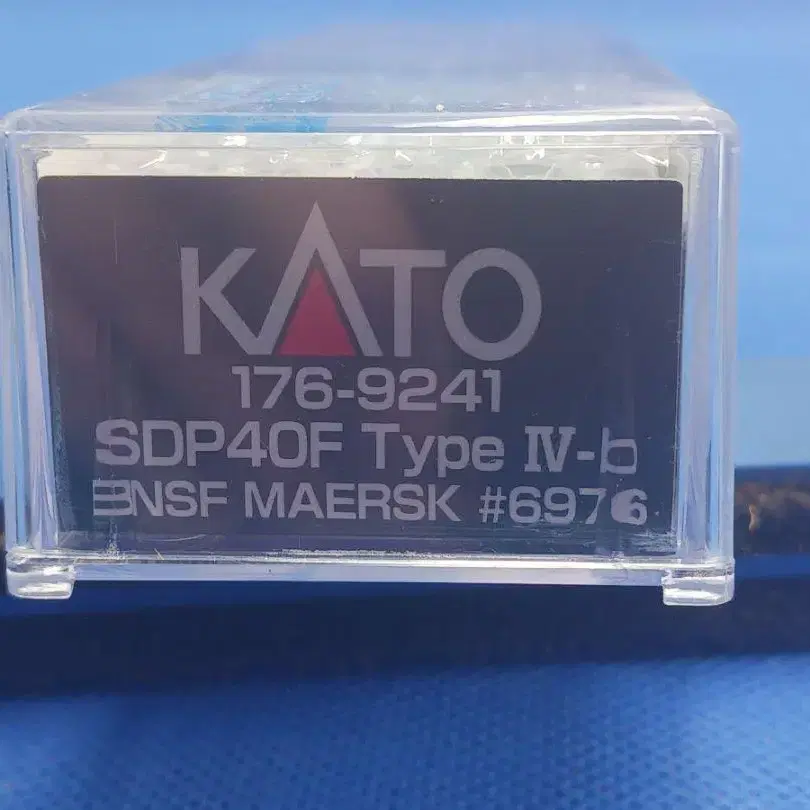 KATO
176-9241
SDP40F Type Ⅳ-b
BNSF MAERSK #6976